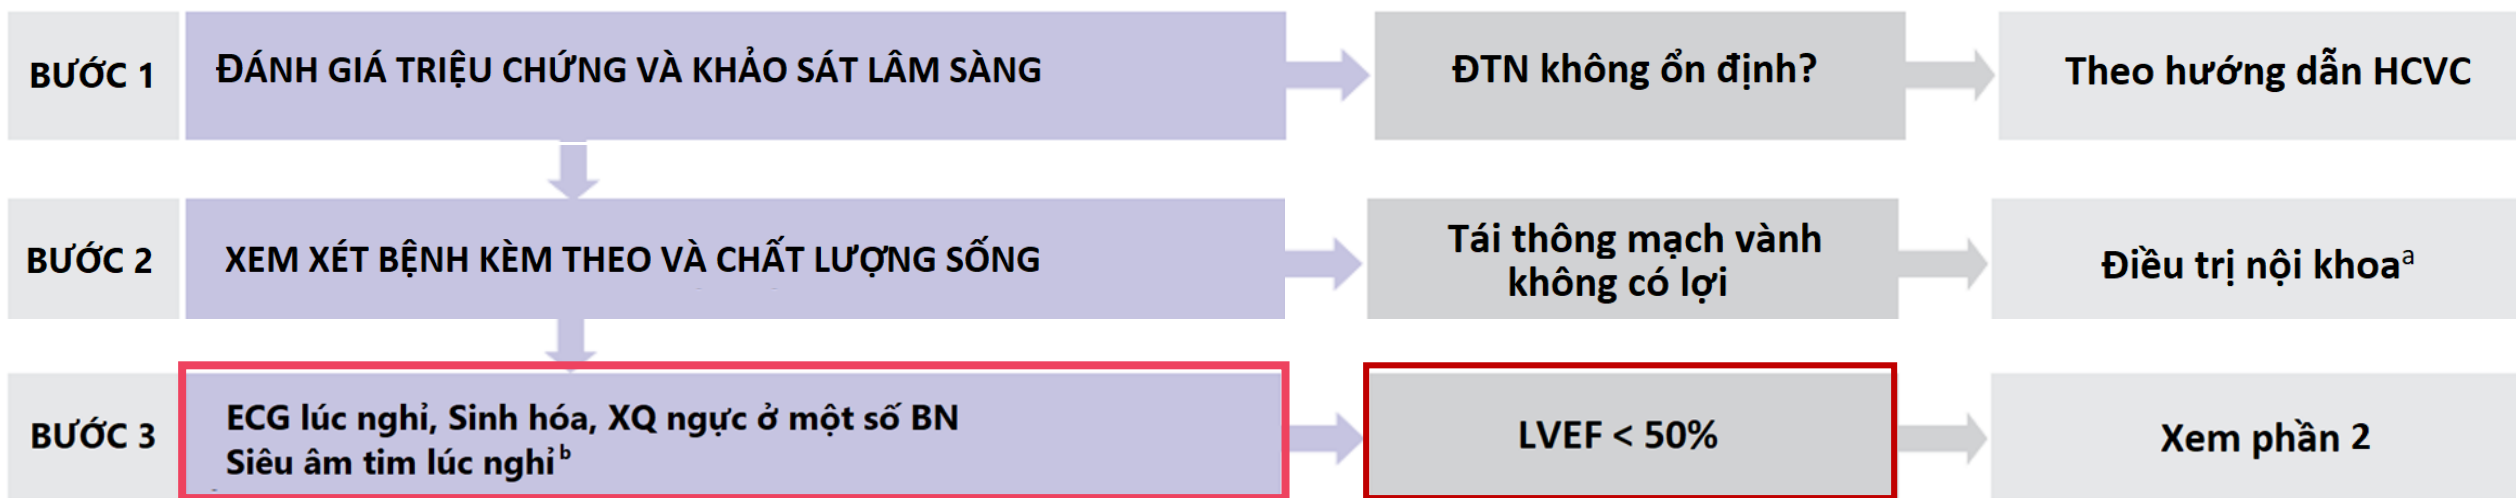 BƯỚC 1
ĐÁNH GIÁ TRIỆU CHỨNG VÀ KHẢO SÁT LÂM SÀNG
ĐTN không ổn định?
Theo hướng dẫn HCVC
BƯỚC 2
XEM XÉT BỆNH KÈM THEO VÀ CHẤT LƯỢNG SỐNG
Tái thông mạch vành
không có lợi
Điều trị nội khoaᵃ
BƯỚC 3
ECG lúc nghỉ, Sinh hóa, XQ ngực ở một số BN
Siêu âm tim lúc nghỉᵇ
LVEF < 50%
Xem phần 2